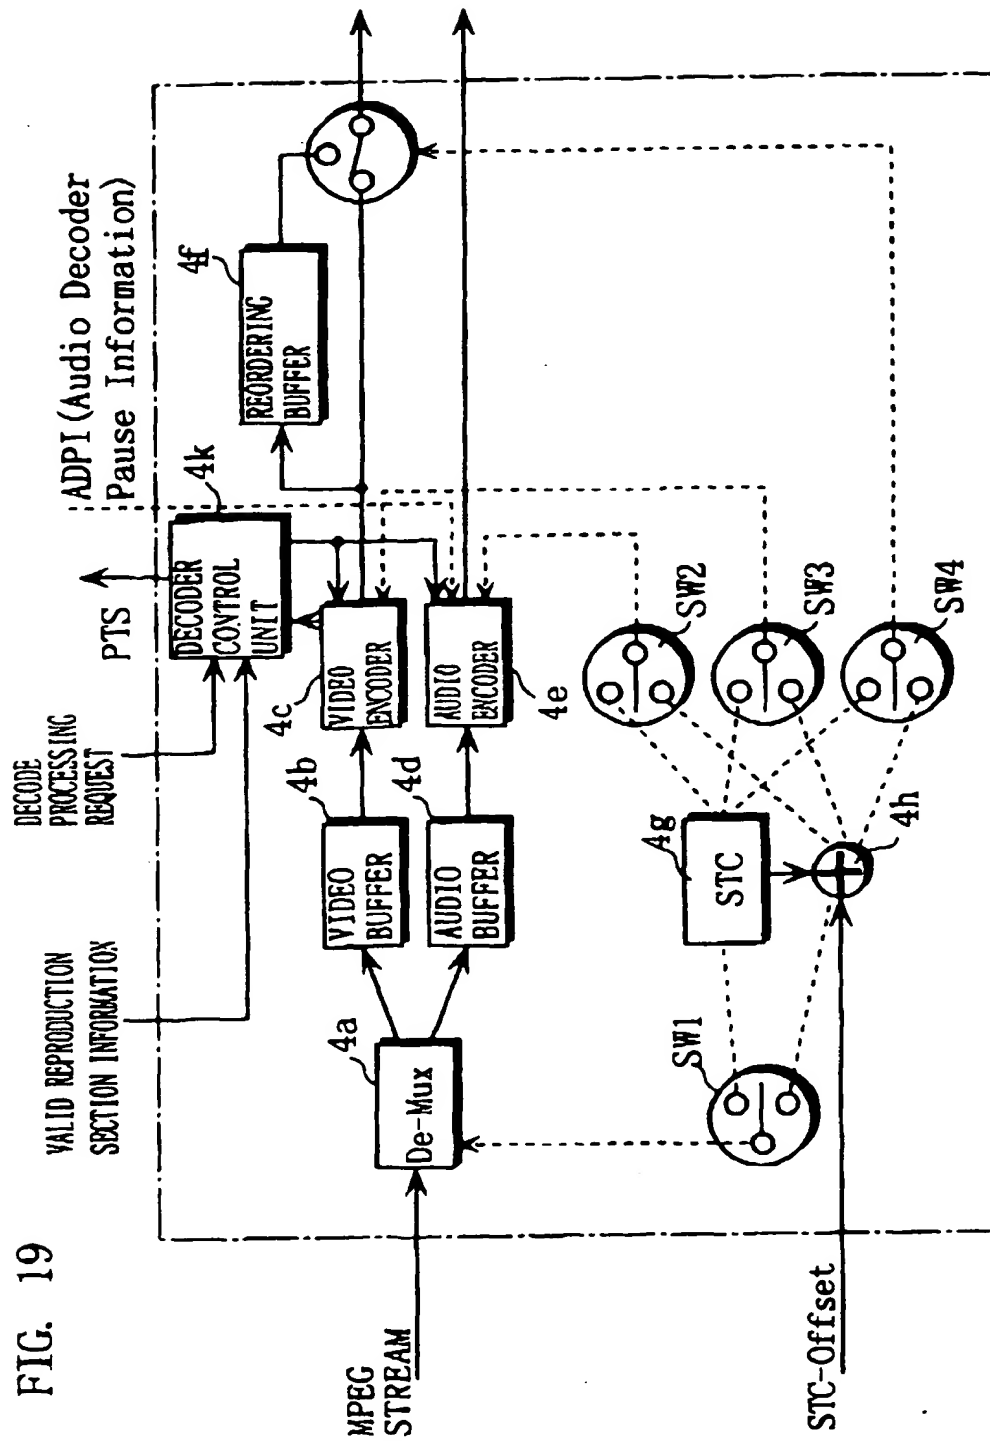 FIG. 19
VALID REPRODUCTION
SECTION INFORMATION
DECODE
PROCESSING
REQUEST
PTS
ADPI(Audio Decoder
Pause Information)
4k
DECODER
CONTROL
UNIT
4f
REORDERING
BUFFER
MPEG
STREAM
4a
De-Mux
4b
VIDEO
BUFFER
4c
VIDEO
ENCODER
4d
AUDIO
BUFFER
AUDIO
ENCODER
4e
SW1
4g
STC
SW2
SW3
SW4
4h
STC-Offset